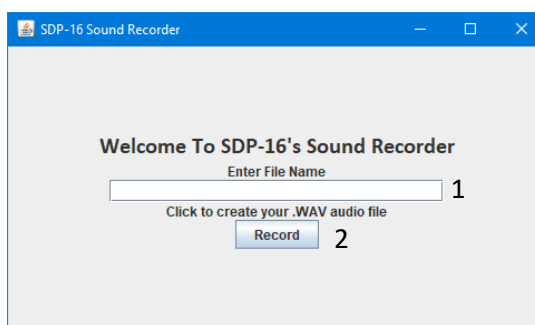 SDP-16 Sound Recorder
Welcome To SDP-16's Sound Recorder
Enter File Name
1
Click to create your .WAV audio file
Record 2